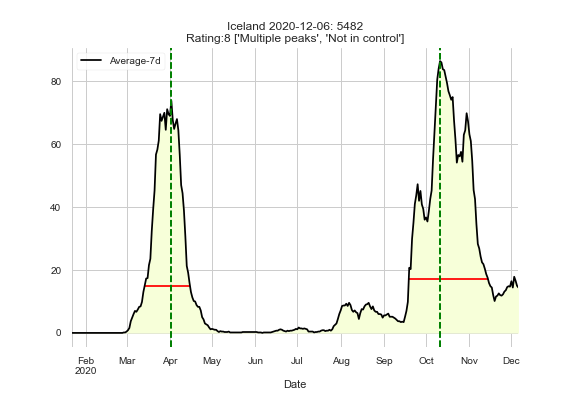 Iceland 2020-12-06: 5482
Rating:8 ['Multiple peaks', 'Not in control']
Average-7d
80
60
40
20
0
Feb Mar Apr May Jun Jul Aug Sep Oct Nov Dec
2020
Date